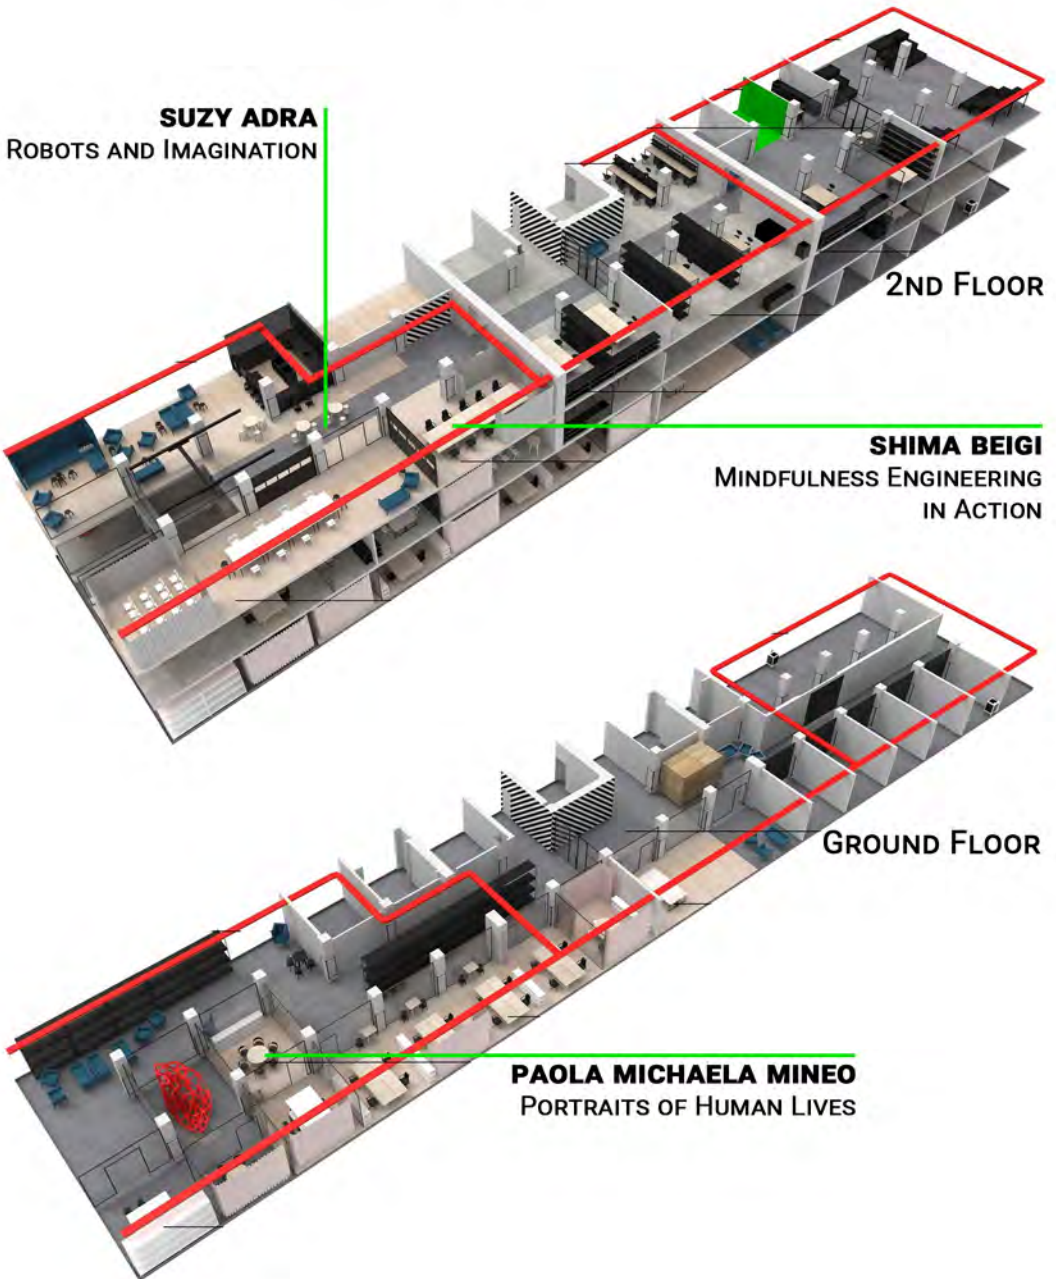 SUZY ADRA
ROBOTS AND IMAGINATION
2ND FLOOR
SHIMA BEIGI
MINDFULNESS ENGINEERING
IN ACTION
GROUND FLOOR
PAOLA MICHAELA MINEO
PORTRAITS OF HUMAN LIVES